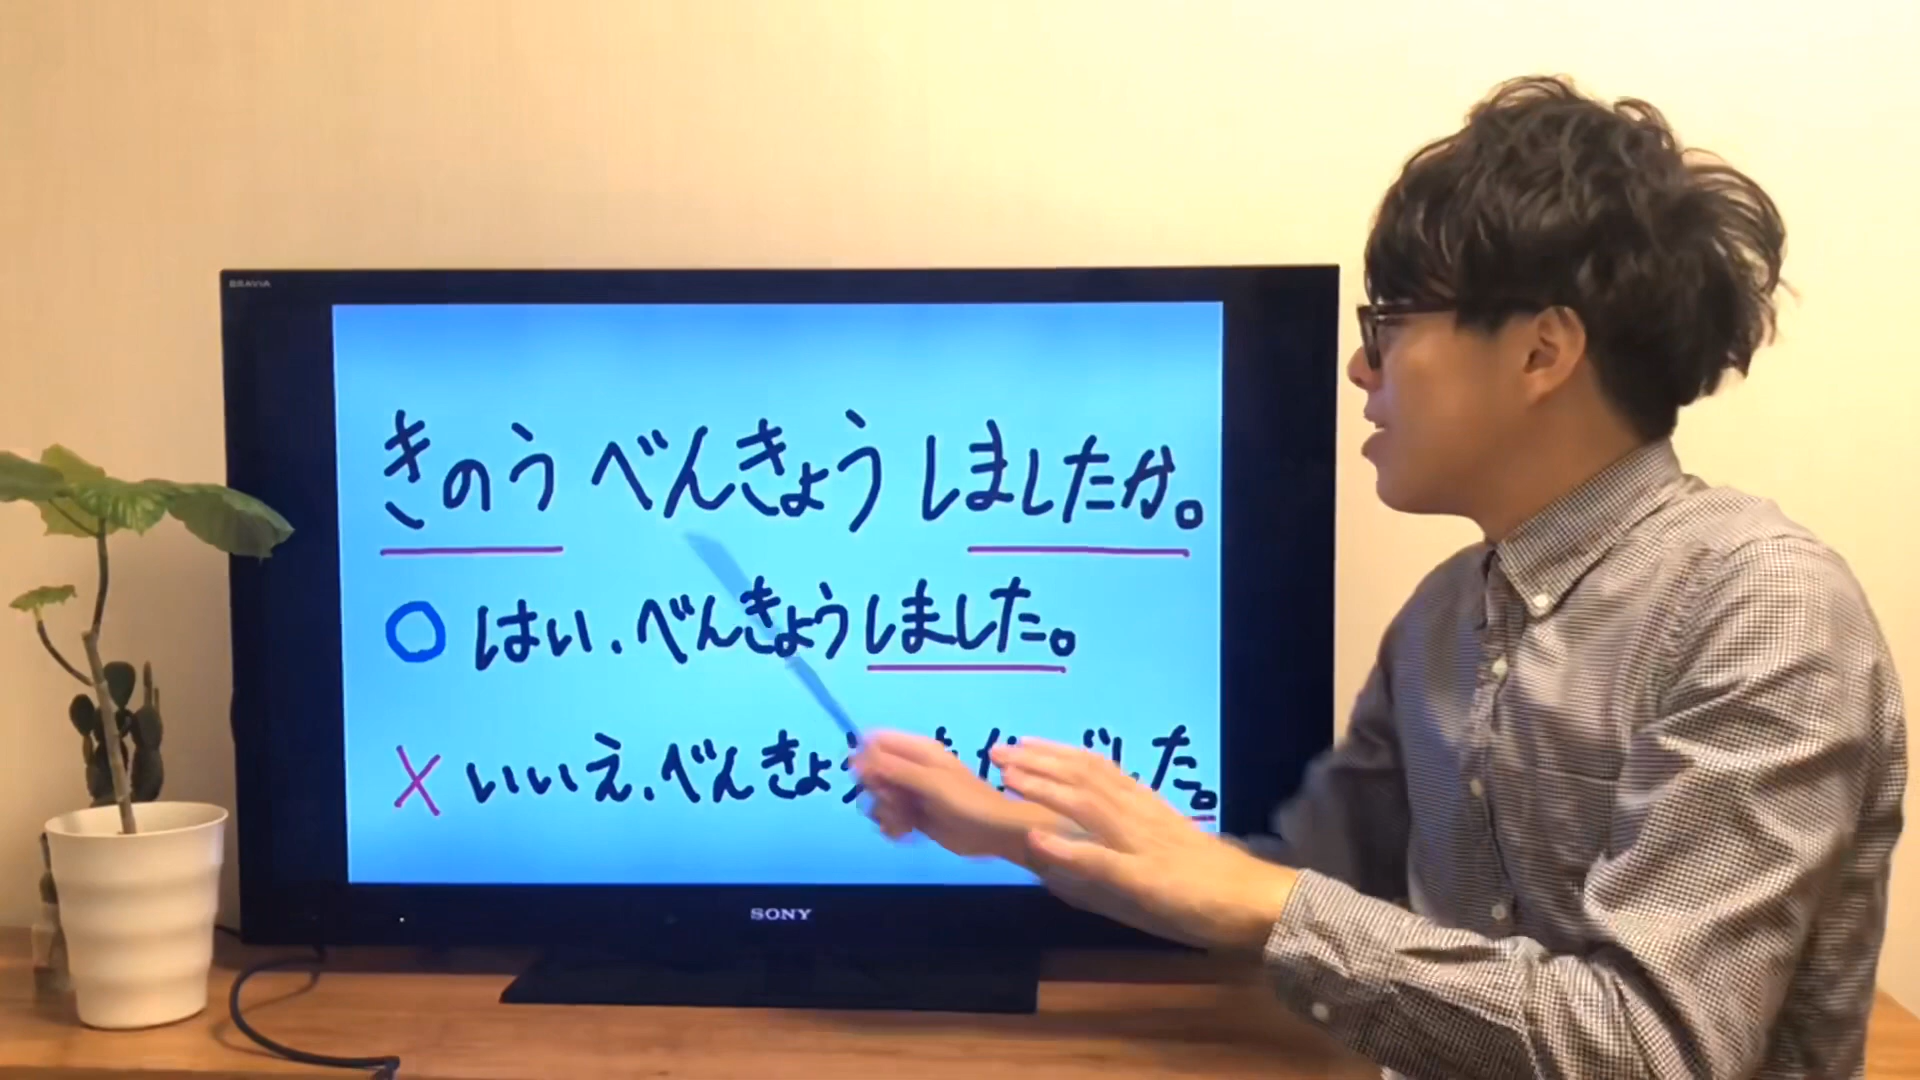 BRAVIA
きのう べんきょう しましたか。
○ はい、べんきょうしました。
× いいえ、べんきょう した。
SONY